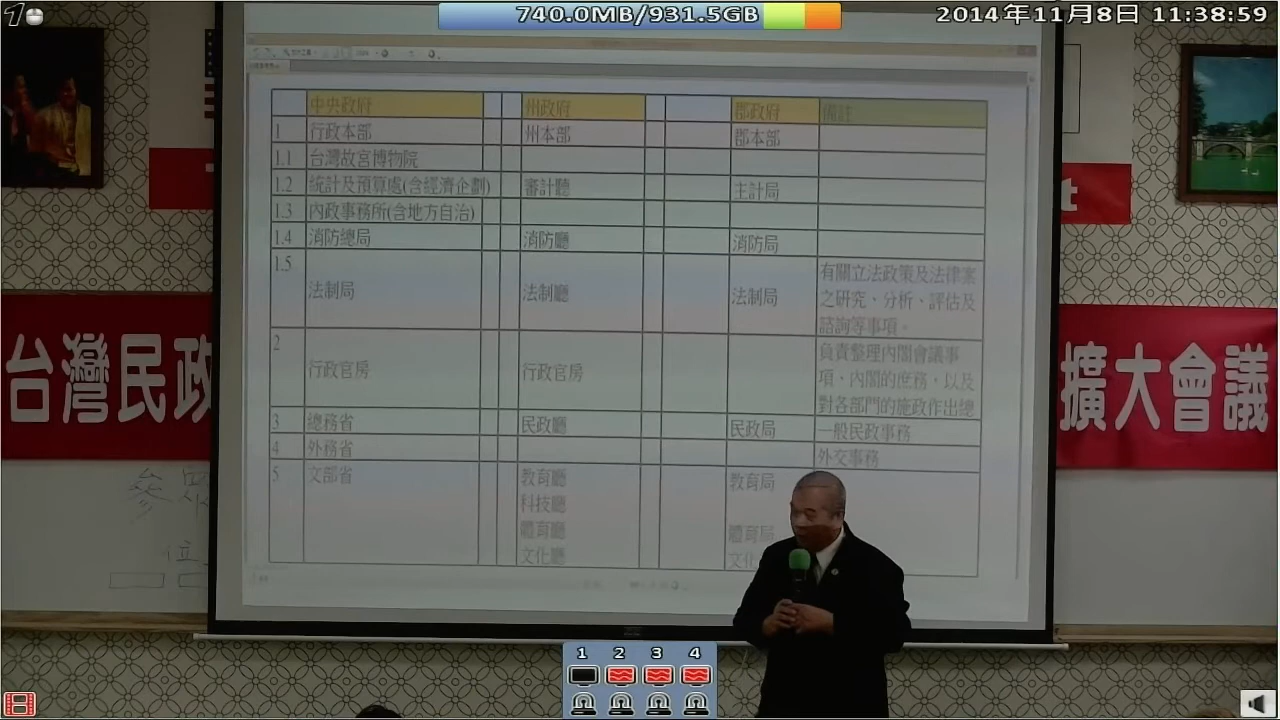 740.0MB/931.5GB
2014年11月8日 11:38:59
中央政府 州政府 郡政府 備註
1 行政本部 州本部 郡本部
1.1 台灣故宮博物院
1.2 統計及預算處(含經濟企劃) 審計聽 主計局
1.3 內政事務所(含地方自治)
1.4 消防總局 消防廳 消防局
1.5 法制局 法制廳 法制局 有關立法政策及法律案
之研究、分析、評估及
諮詢等事項。
2 行政官房 行政官房 負責整理內閣會議事
項、內閣的庶務，以及
對各部門的施政作出總
3 總務省 民政廳 民政局 一般民政事務
4 外務省 外交事務
5 文部省 教育廳 教育局
科技廳
體育廳 體育局
文化廳 文化
台灣民政
擴大會議
t
參眾
位
1 2 3 4